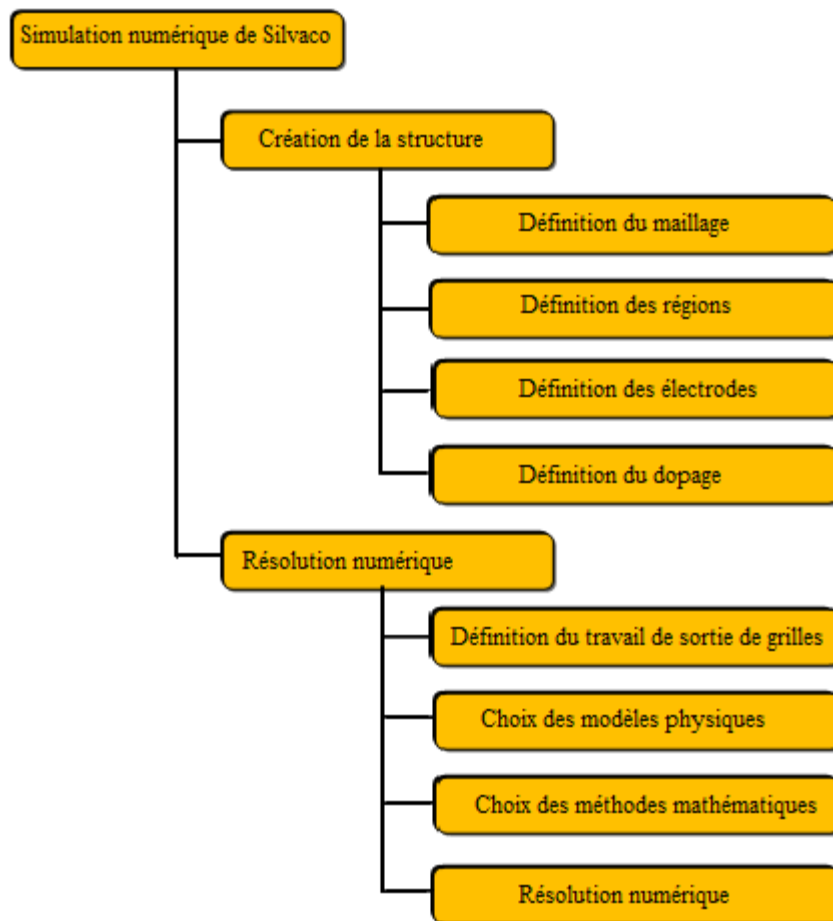 Simulation numérique de Silvaco
Création de la structure
Définition du maillage
Définition des régions
Définition des électrodes
Définition du dopage
Résolution numérique
Définition du travail de sortie de grilles
Choix des modèles physiques
Choix des méthodes mathématiques
Résolution numérique